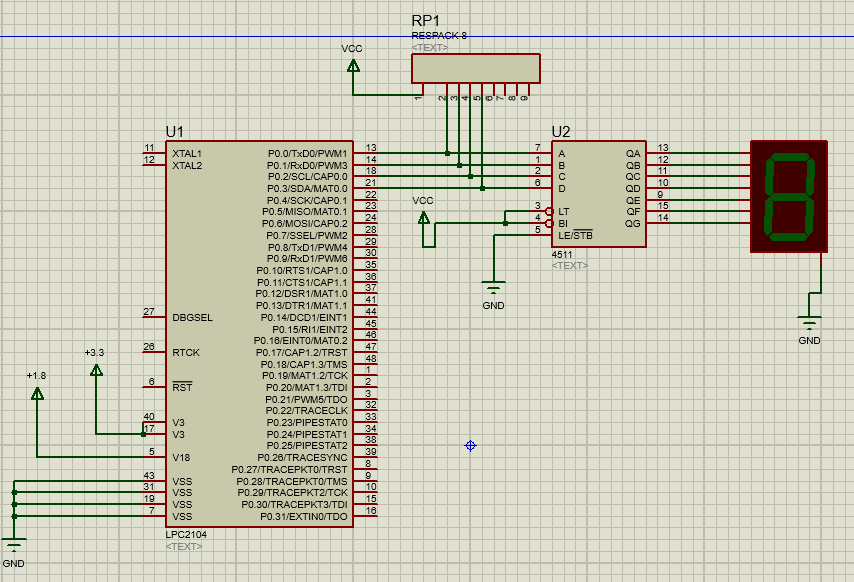 RP1
RESPACK 8
<TEXT>
VCC
1 2 3 4 5 6 7 8 9
U1
U2
11 XTAL1 P0.0/TxD0/PWM1 13 7 A QA 13
12 XTAL2 P0.1/RxD0/PWM3 14 1 B QB 12
P0.2/SCL/CAP0.0 18 2 C QC 11
P0.3/SDA/MAT0.0 21 6 D QD 10
P0.4/SCK/CAP0.1 22 QE 9
P0.5/MISO/MAT0.1 23 VCC 3 LT QF 15
P0.6/MOSI/CAP0.2 24 4 BI QG 14
P0.7/SSEL/PWM2 28 5 LE/STB
P0.8/TxD1/PWM4 29
P0.9/RxD1/PWM6 30 4511
P0.10/RTS1/CAP1.0 35 <TEXT>
P0.11/CTS1/CAP1.1 36
P0.12/DSR1/MAT1.0 37
P0.13/DTR1/MAT1.1 41 GND
27 DBGSEL P0.14/DCD1/EINT1 44
P0.15/RI1/EINT2 45
P0.16/EINT0/MAT0.2 46 GND
26 RTCK P0.17/CAP1.2/TRST 47
+3.3 P0.18/CAP1.3/TMS 48
+1.8 P0.19/MAT1.2/TCK 1
6 RST P0.20/MAT1.3/TDI 2
P0.21/PWM5/TDO 3
P0.22/TRACECLK 32
40 V3 P0.23/PIPESTAT0 33
17 V3 P0.24/PIPESTAT1 34
P0.25/PIPESTAT2 38
5 V18 P0.26/TRACESYNC 39
P0.27/TRACEPKT0/TRST 8
43 VSS P0.28/TRACEPKT0/TMS 9
31 VSS P0.29/TRACEPKT2/TCK 10
19 VSS P0.30/TRACEPKT3/TDI 15
7 VSS P0.31/EXTIN0/TDO 16
LPC2104
<TEXT>
GND